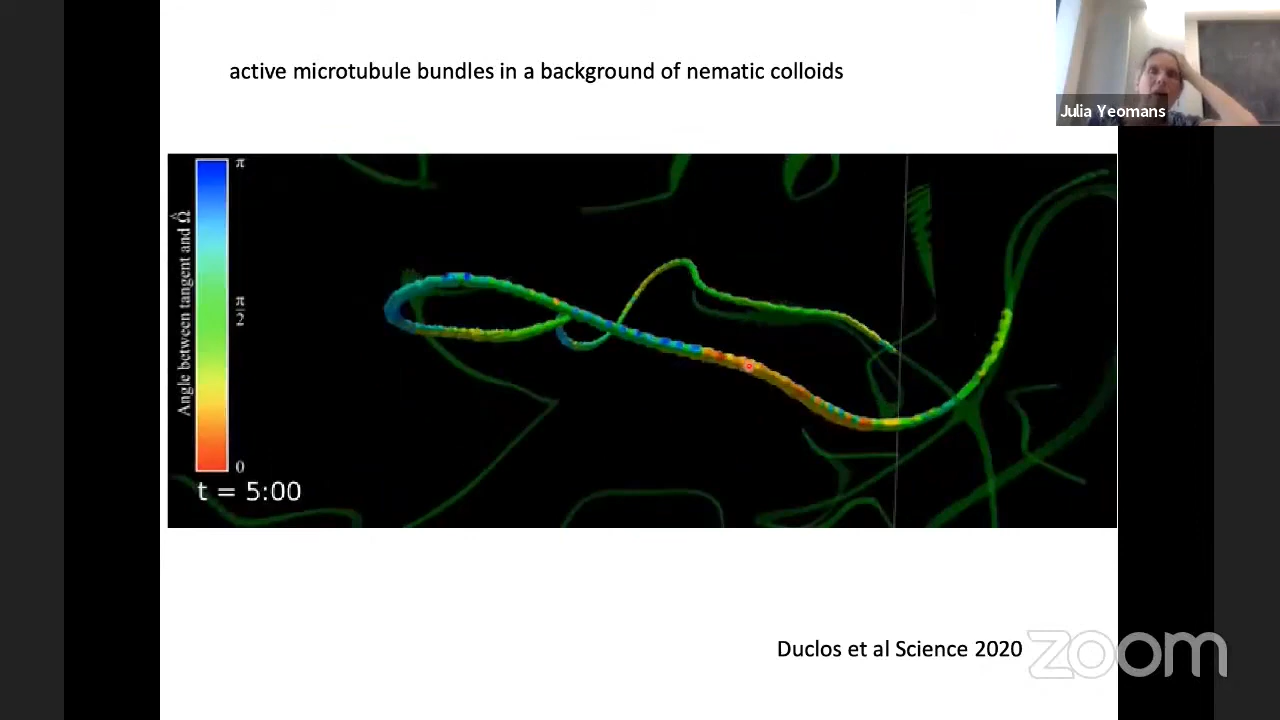 active microtubule bundles in a background of nematic colloids
Julia Yeomans
π
Angle between tangent and Ω̂
π
2
0
t = 5:00
Duclos et al Science 2020
zoom